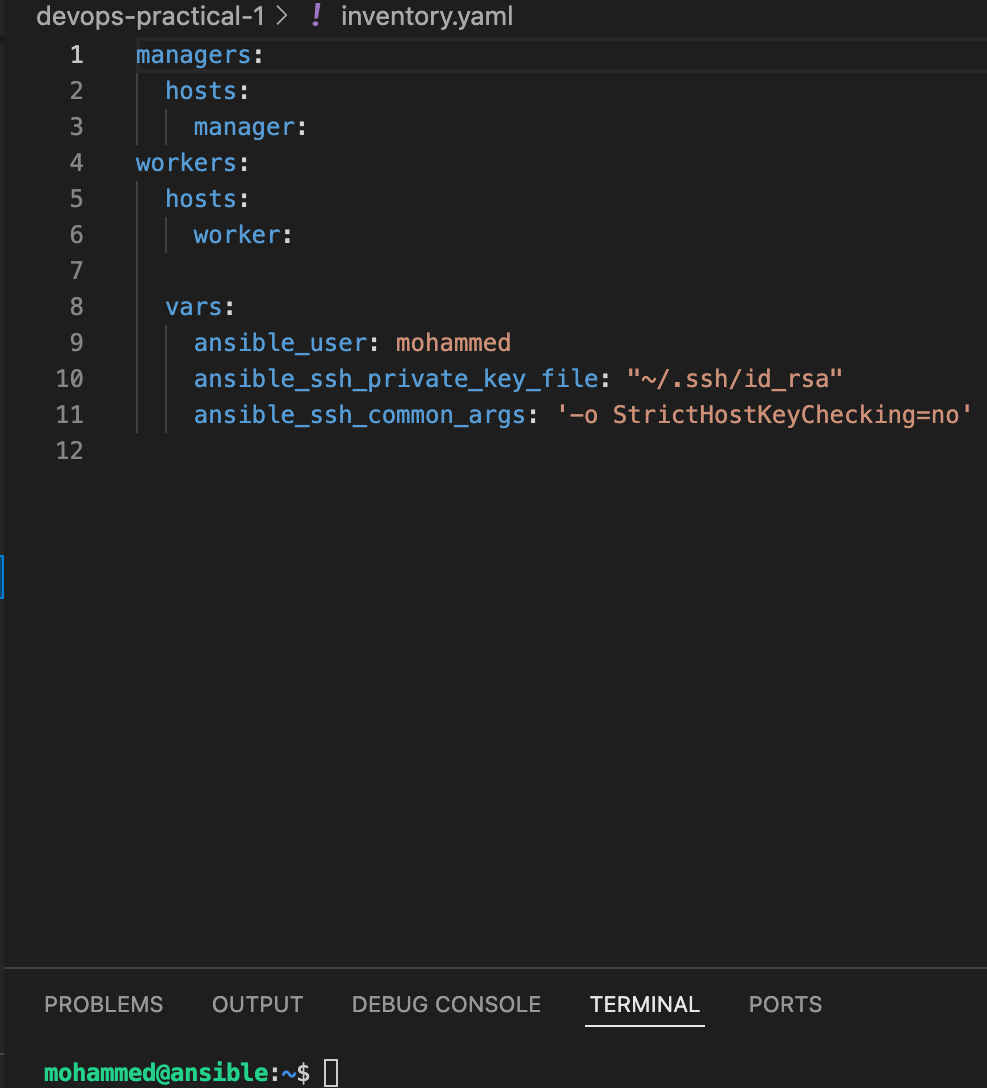 devops-practical-1 > ! inventory.yaml
1 managers:
2   hosts:
3     manager:
4 workers:
5   hosts:
6     worker:
7
8   vars:
9     ansible_user: mohammed
10     ansible_ssh_private_key_file: "~/.ssh/id_rsa"
11     ansible_ssh_common_args: '-o StrictHostKeyChecking=no'
12
PROBLEMS OUTPUT DEBUG CONSOLE TERMINAL PORTS
mohammed@ansible:~$